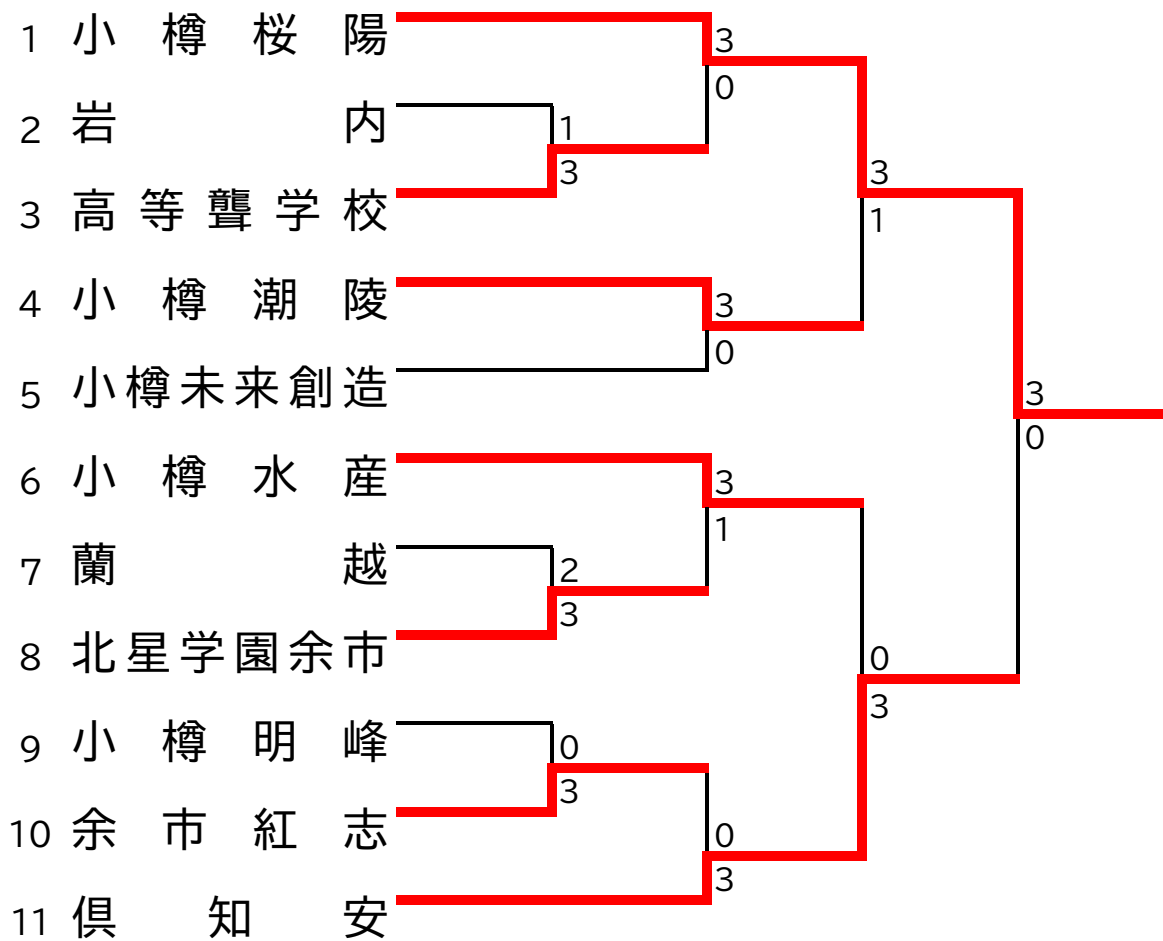 1 小樽桜陽
3
0
2 岩内
1
3
3 高等聾学校
3
1
4 小樽潮陵
3
0
5 小樽未来創造
3
0
6 小樽水産
3
1
7 蘭越
2
3
8 北星学園余市
0
3
9 小樽明峰
0
3
10 余市紅志
0
3
11 倶知安